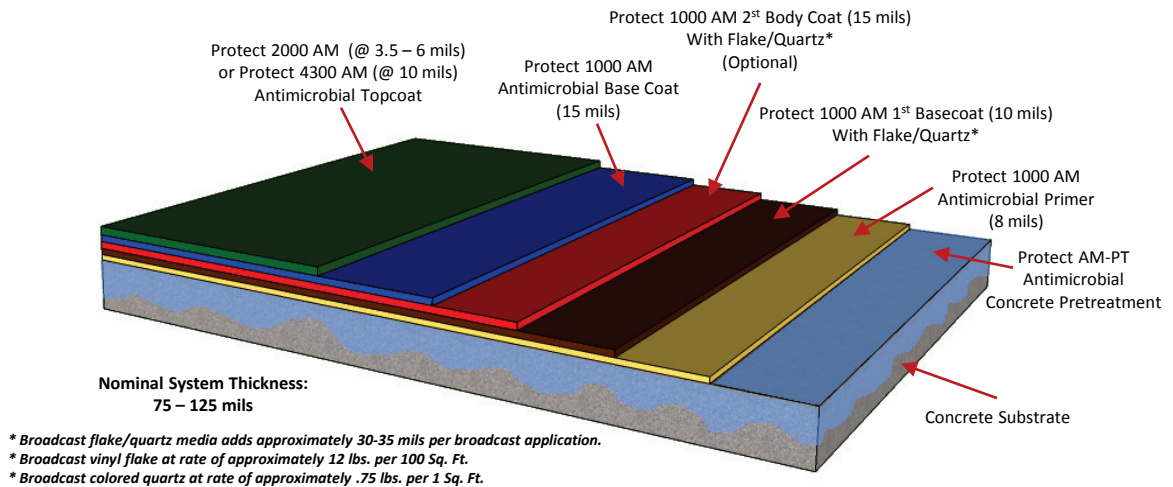 Protect 2000 AM (@ 3.5 – 6 mils)
or Protect 4300 AM (@ 10 mils)
Antimicrobial Topcoat
Protect 1000 AM
Antimicrobial Base Coat
(15 mils)
Protect 1000 AM 2st Body Coat (15 mils)
With Flake/Quartz*
(Optional)
Protect 1000 AM 1st Basecoat (10 mils)
With Flake/Quartz*
Protect 1000 AM
Antimicrobial Primer
(8 mils)
Protect AM-PT
Antimicrobial
Concrete Pretreatment
Concrete Substrate
Nominal System Thickness:
75 – 125 mils
* Broadcast flake/quartz media adds approximately 30-35 mils per broadcast application.
* Broadcast vinyl flake at rate of approximately 12 lbs. per 100 Sq. Ft.
* Broadcast colored quartz at rate of approximately .75 lbs. per 1 Sq. Ft.